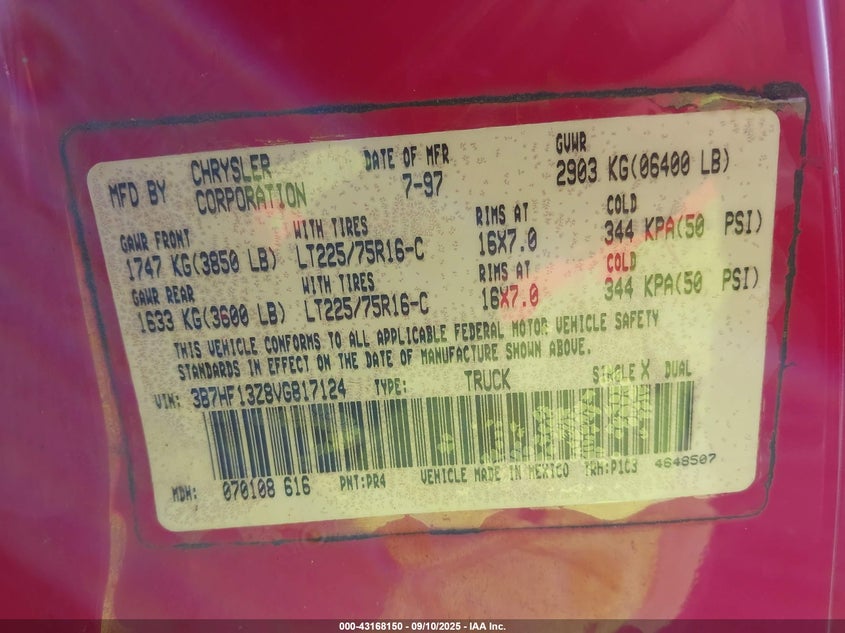 MFD BY CHRYSLER CORPORATION DATE OF MFR 7-97 GVWR 2903 KG(06400 LB)
GAWR FRONT WITH TIRES RIMS AT COLD
1747 KG(3850 LB) LT225/75R16-C 16X7.0 344 KPA(50 PSI)
GAWR REAR WITH TIRES RIMS AT COLD
1633 KG(3600 LB) LT225/75R16-C 16X7.0 344 KPA(50 PSI)
THIS VEHICLE CONFORMS TO ALL APPLICABLE FEDERAL MOTOR VEHICLE SAFETY
STANDARDS IN EFFECT ON THE DATE OF MANUFACTURE SHOWN ABOVE.
VIN: 3B7HF13Z8VG817124 TYPE: TRUCK SINGLE X DUAL
MDH: 070108 616 PNT:PR4 VEHICLE MADE IN MEXICO TRM:P1C3 4648507
000-43168150 - 09/10/2025 - IAA Inc.